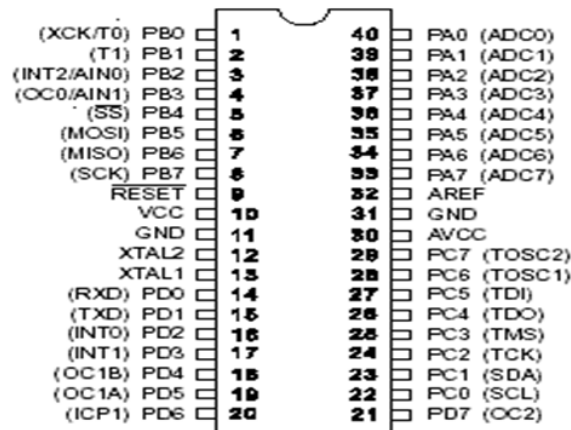 (XCK/T0) PB0 1 40 PA0 (ADC0)
(T1) PB1 2 39 PA1 (ADC1)
(INT2/AIN0) PB2 3 38 PA2 (ADC2)
(OC0/AIN1) PB3 4 37 PA3 (ADC3)
(SS) PB4 5 36 PA4 (ADC4)
(MOSI) PB5 6 35 PA5 (ADC5)
(MISO) PB6 7 34 PA6 (ADC6)
(SCK) PB7 8 33 PA7 (ADC7)
RESET 9 32 AREF
VCC 10 31 GND
GND 11 30 AVCC
XTAL2 12 29 PC7 (TOSC2)
XTAL1 13 28 PC6 (TOSC1)
(RXD) PD0 14 27 PC5 (TDI)
(TXD) PD1 15 26 PC4 (TDO)
(INT0) PD2 16 25 PC3 (TMS)
(INT1) PD3 17 24 PC2 (TCK)
(OC1B) PD4 18 23 PC1 (SDA)
(OC1A) PD5 19 22 PC0 (SCL)
(ICP1) PD6 20 21 PD7 (OC2)